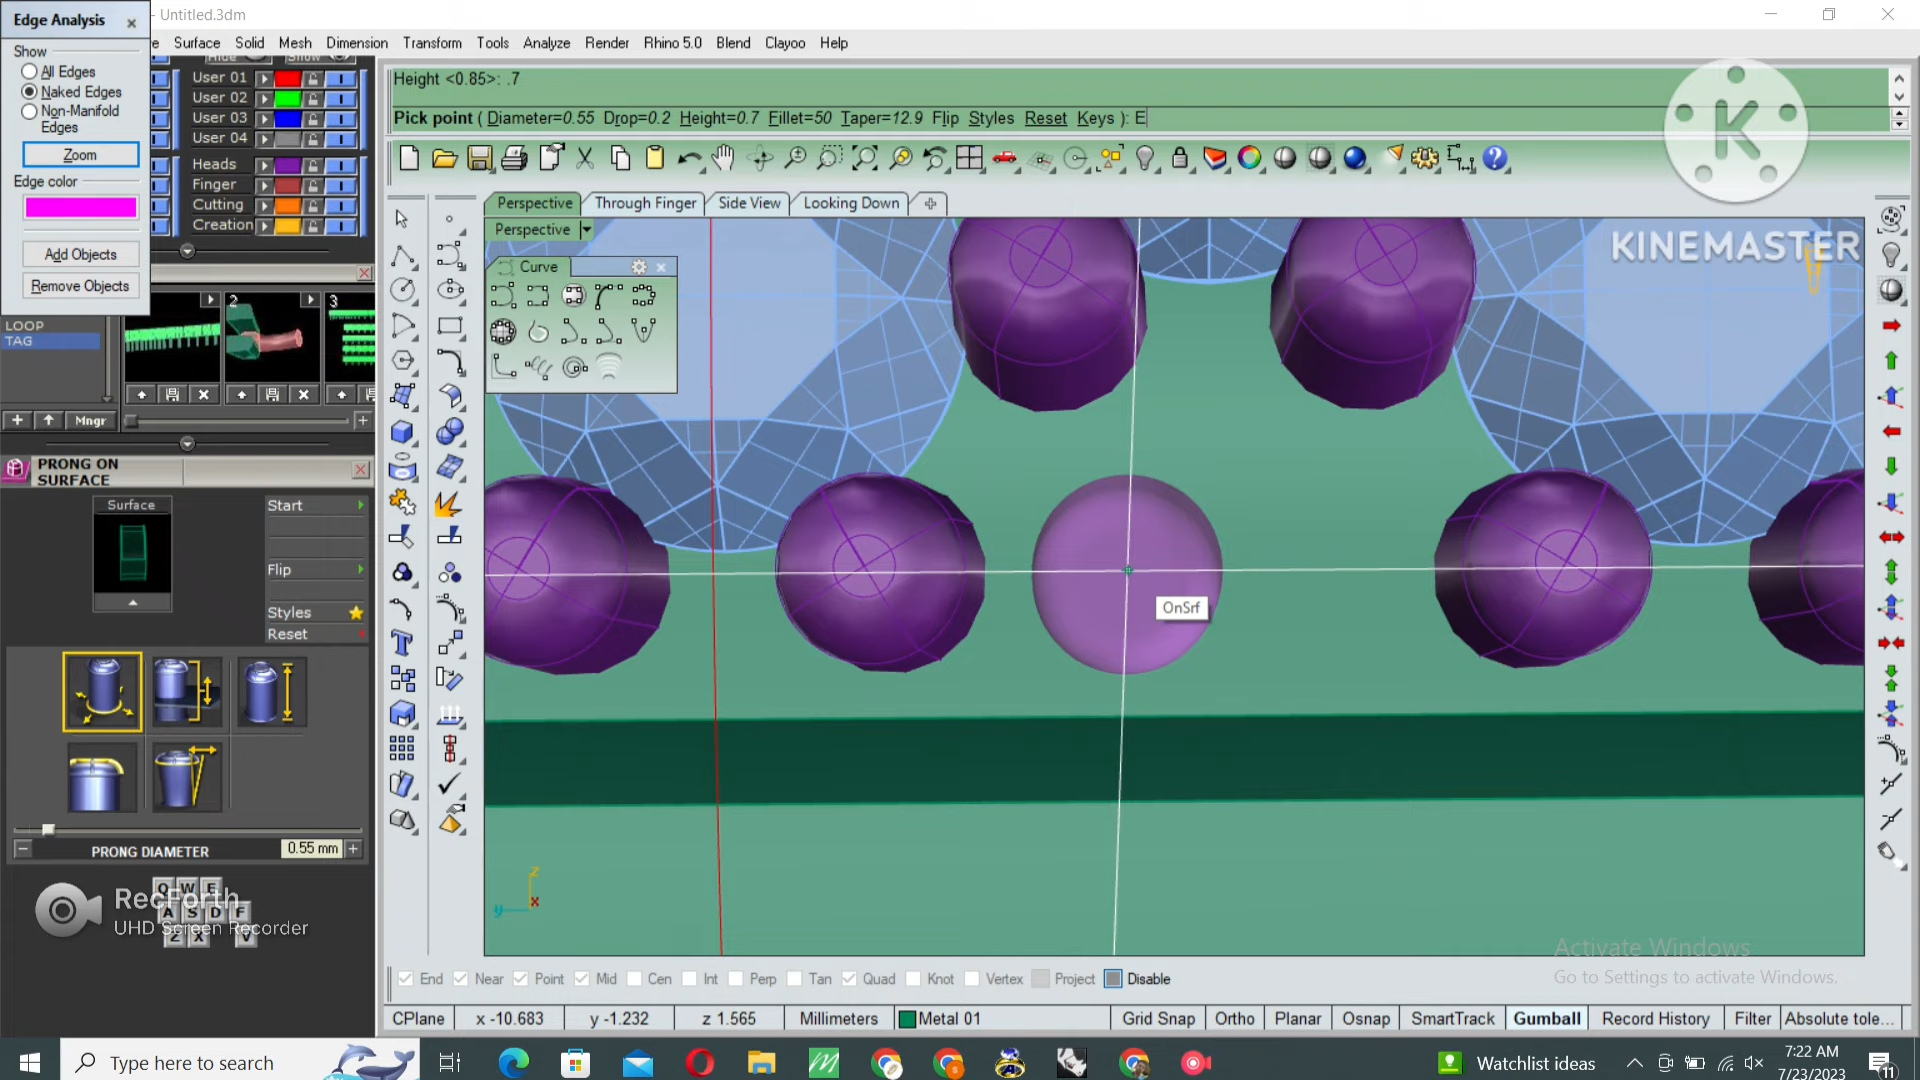 Edge Analysis
- Untitled.3dm
Show
All Edges
Naked Edges
Non-Manifold
Edges
Zoom
Edge color
Add Objects
Remove Objects
Surface Solid Mesh Dimension Transform Tools Analyze Render Rhino 5.0 Blend Clayoo Help
User 01
User 02
User 03
User 04
Heads
Finger
Cutting
Creation
Height <0.85>: .7
Pick point ( Diameter=0.55 Drop=0.2 Height=0.7 Fillet=50 Taper=12.9 Flip Styles Reset Keys ): E
K
KINEMASTER
Perspective Through Finger Side View Looking Down
Perspective
Curve
LOOP
TAG
2
3
Mngr
PRONG ON
SURFACE
Surface
Start
Flip
Styles
Reset
PRONG DIAMETER 0.55 mm
Q W E
A S D F
Z X V
RecForth
UHD Screen Recorder
OnSrf
z
y x
Activate Windows
Go to Settings to activate Windows.
End Near Point Mid Cen Int Perp Tan Quad Knot Vertex Project Disable
CPlane x -10.683 y -1.232 z 1.565 Millimeters Metal 01 Grid Snap Ortho Planar Osnap SmartTrack Gumball Record History Filter Absolute tole...
Type here to search
Watchlist ideas
7:22 AM
7/23/2023
11